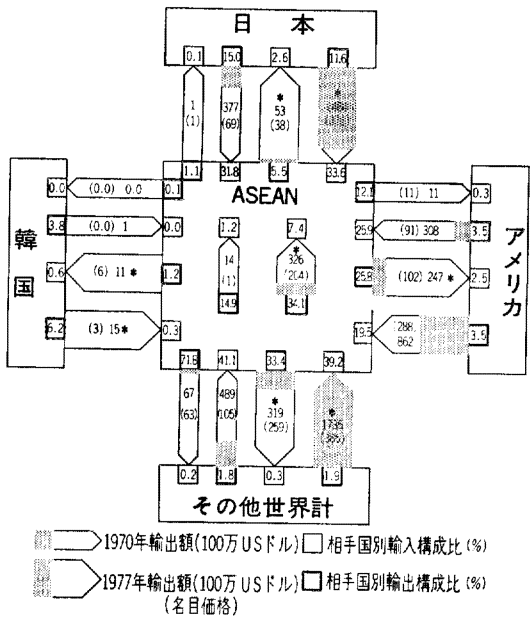 日 本
0.1 15.0 2.6 11.6
1 (1)
377 (69)
* 53 (38)
*
1.1 31.8 5.5 33.6
ASEAN
韓国
0.0 (0.0) 0.0 0.1
3.8 (0.0) 1 0.0
0.6 (6) 11 * 1.2
6.2 (3) 15 * 0.3
1.2 7.4
14 (1)
* 326 (204)
14.9 34.1
アメリカ
12.1 (11) 11 0.3
25.9 (91) 308 3.5
25.8 (102) 247 * 2.5
19.5 (288) 862 3.5
71.8 41.1 33.4 39.2
67 (63)
489 (105)
* 319 (259)
* 1735 (385)
0.2 1.8 0.3 1.9
その他世界計
1970年輸出額(100万USドル) 相手国別輸入構成比(%)
1977年輸出額(100万USドル) 相手国別輸出構成比(%)
(名目価格)